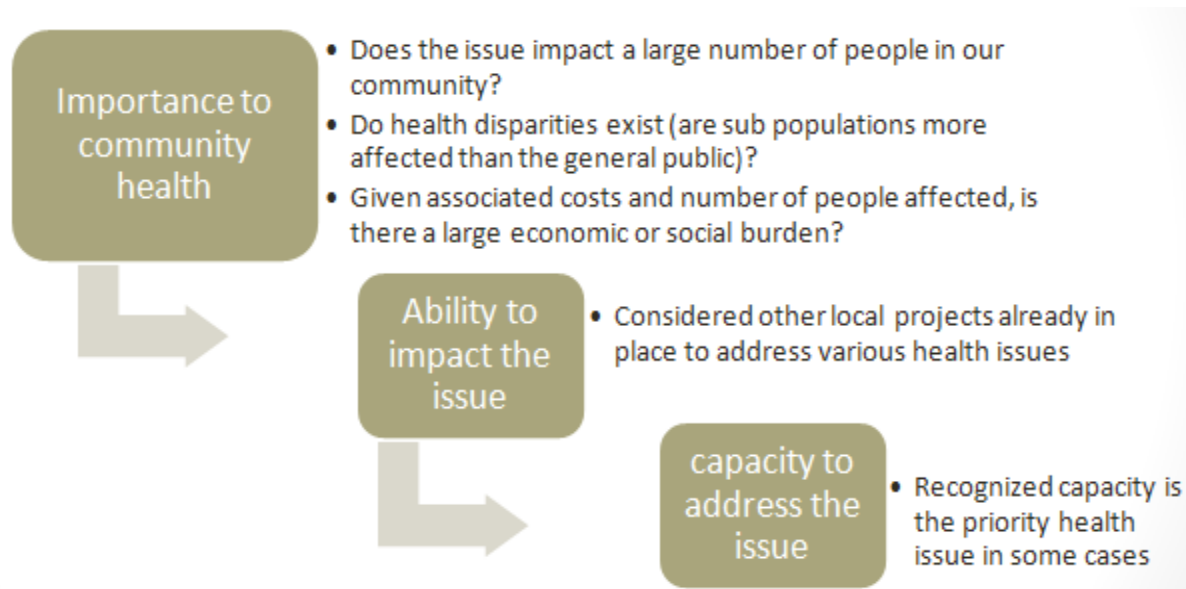 Importance to
community
health
• Does the issue impact a large number of people in our
community?
• Do health disparities exist (are sub populations more
affected than the general public)?
• Given associated costs and number of people affected, is
there a large economic or social burden?
Ability to
impact the
issue
• Considered other local projects already in
place to address various health issues
capacity to
address the
issue
• Recognized capacity is
the priority health
issue in some cases